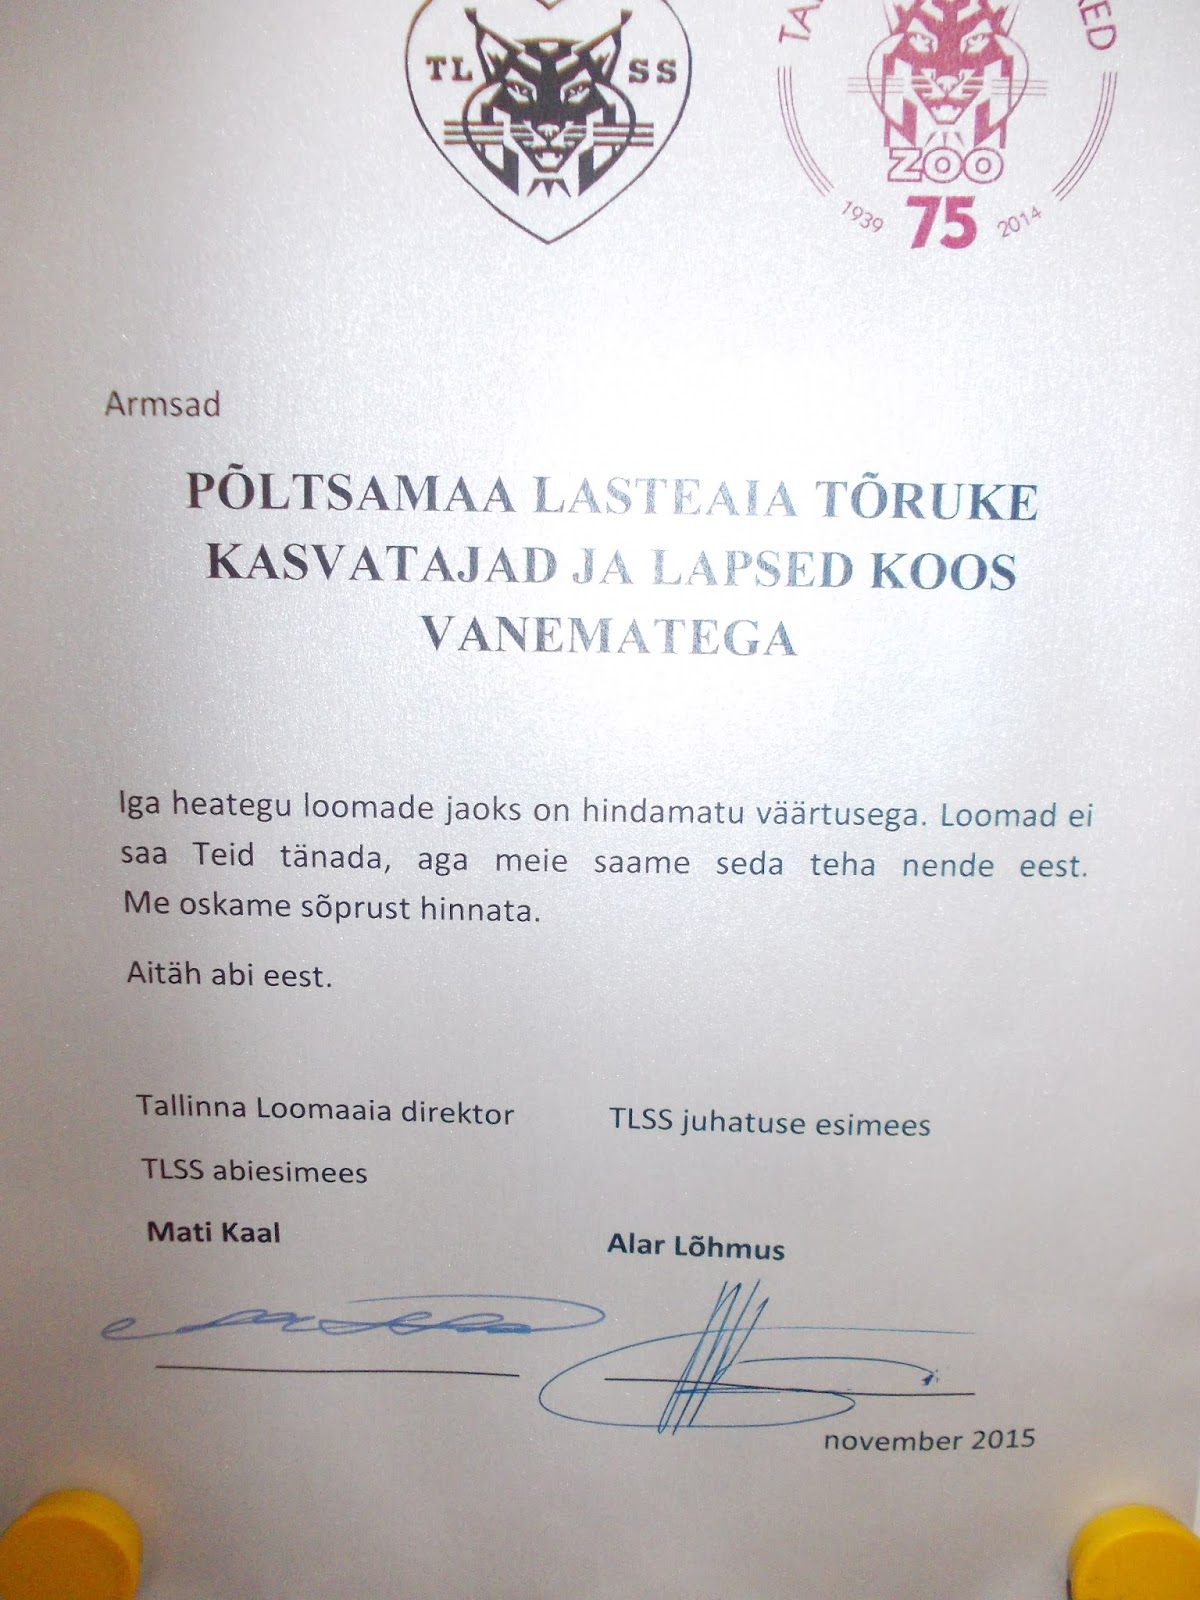 TL SS
ZOO
1939 75 2014
Armsad
PÕLTSAMAA LASTEAIA TÕRUKE
KASVATAJAD JA LAPSED KOOS
VANEMATEGA
Iga heategu loomade jaoks on hindamatu väärtusega. Loomad ei
saa Teid tänada, aga meie saame seda teha nende eest.
Me oskame sõprust hinnata.
Aitäh abi eest.
Tallinna Loomaaia direktor
TLSS abiesimees
Mati Kaal
TLSS juhatuse esimees
Alar Lõhmus
november 2015